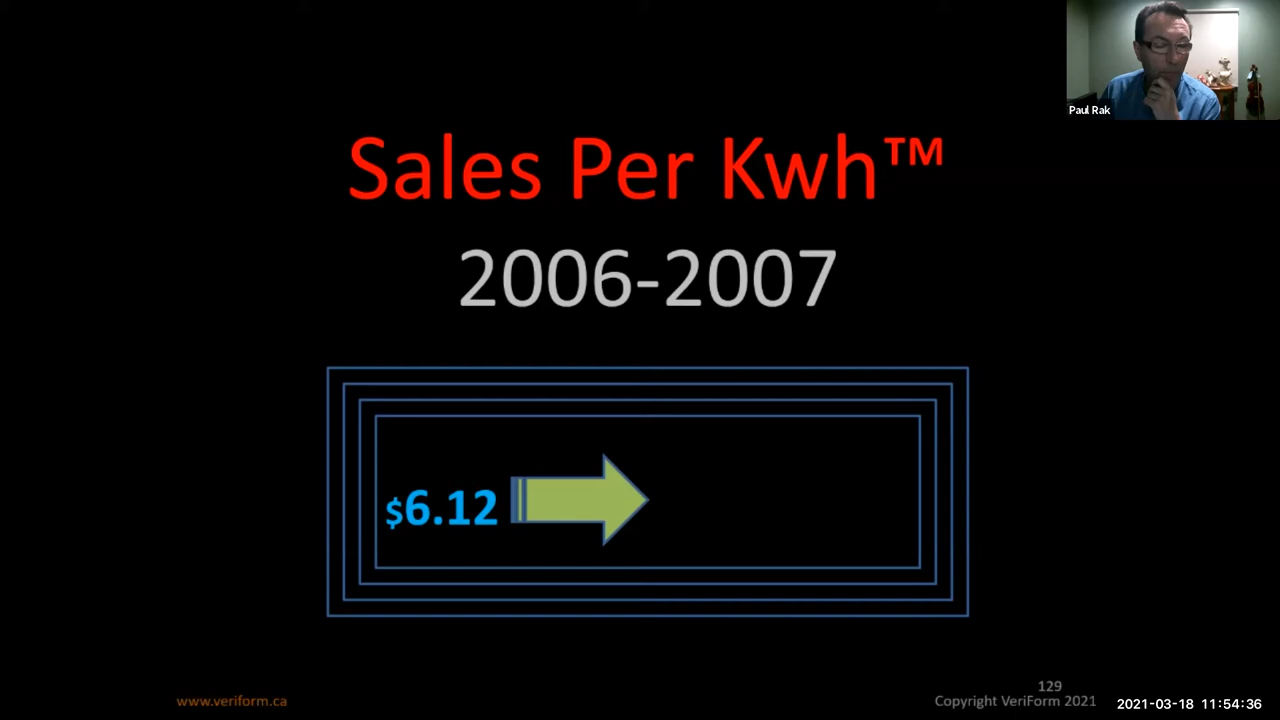 Paul Rak
Sales Per Kwh™
2006-2007
$6.12
www.veriform.ca
129
Copyright VeriForm 2021
2021-03-18 11:54:36